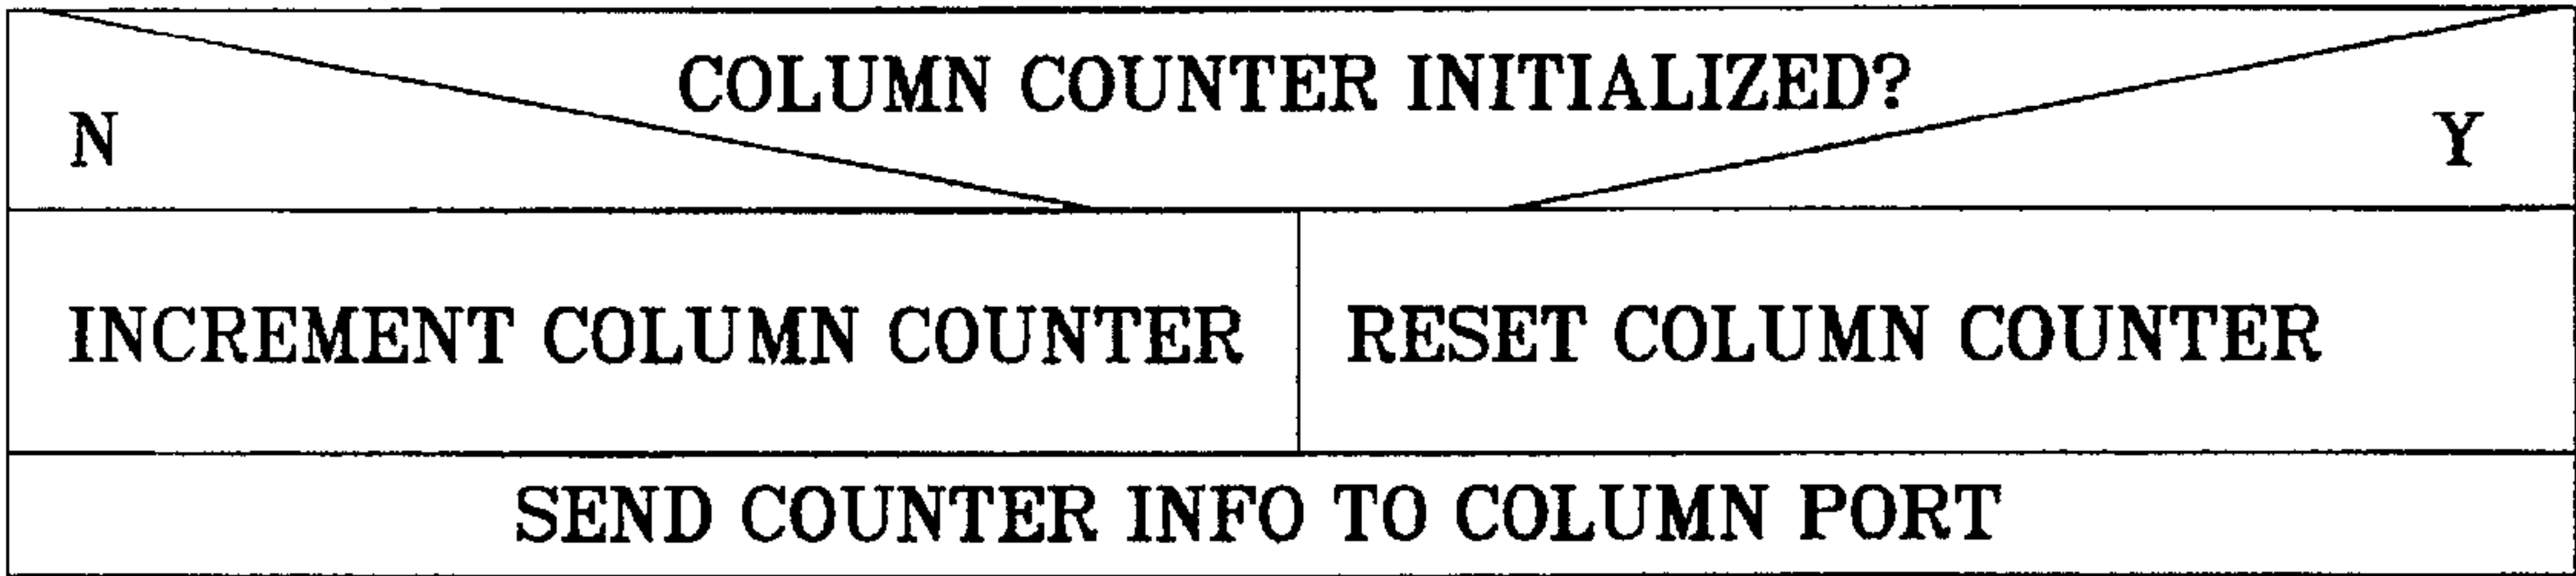 COLUMN COUNTER INITIALIZED?
N
Y
INCREMENT COLUMN COUNTER
RESET COLUMN COUNTER
SEND COUNTER INFO TO COLUMN PORT